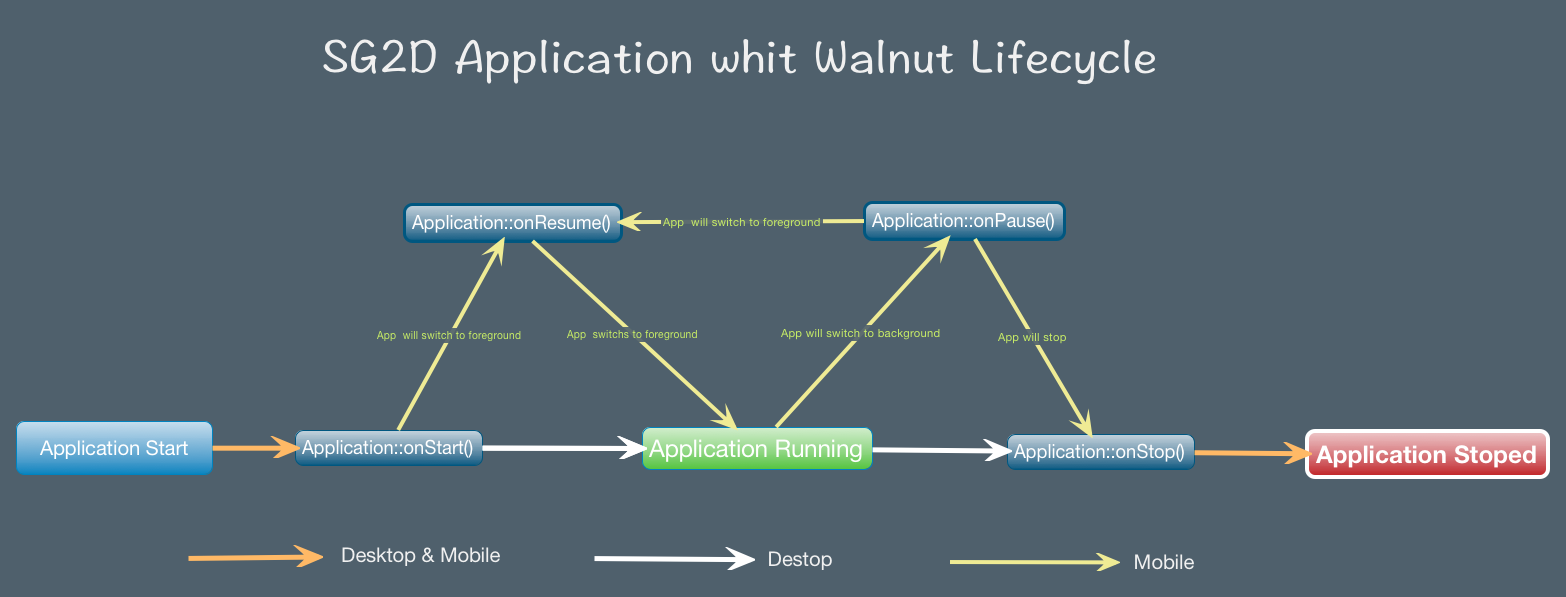 SG2D Application whit Walnut Lifecycle
Application::onResume()
App will switch to foreground
Application::onPause()
App will switch to foreground
App switchs to foreground
App will switch to background
App will stop
Application Start
Application::onStart()
Application Running
Application::onStop()
Application Stoped
Desktop & Mobile
Destop
Mobile